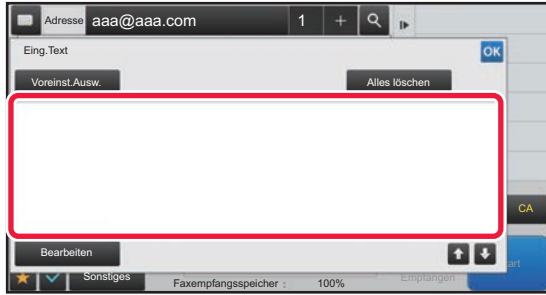 Adresse aaa@aaa.com 1 +
Eing.Text OK
Voreinst.Ausw. Alles löschen
CA
Bearbeiten
Sonstiges Faxempfangsspeicher : 100% Empfangen